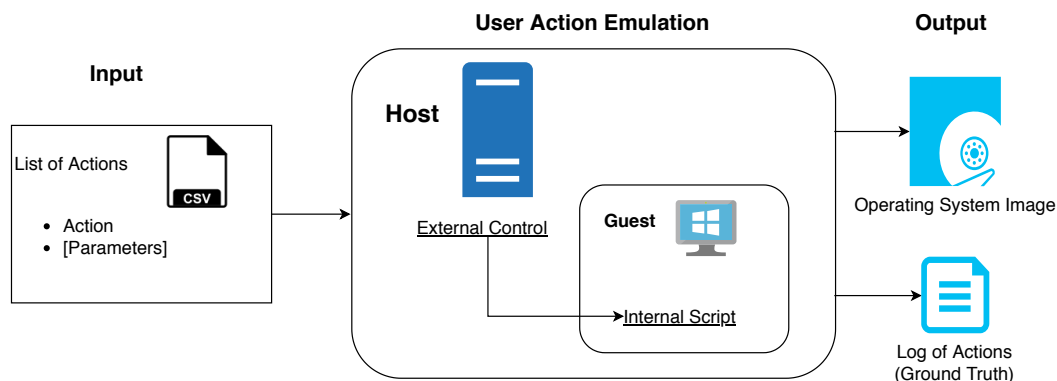 User Action Emulation
Output
Input
Host
List of Actions
CSV
• Action
• [Parameters]
External Control
Guest
Internal Script
Operating System Image
Log of Actions
(Ground Truth)